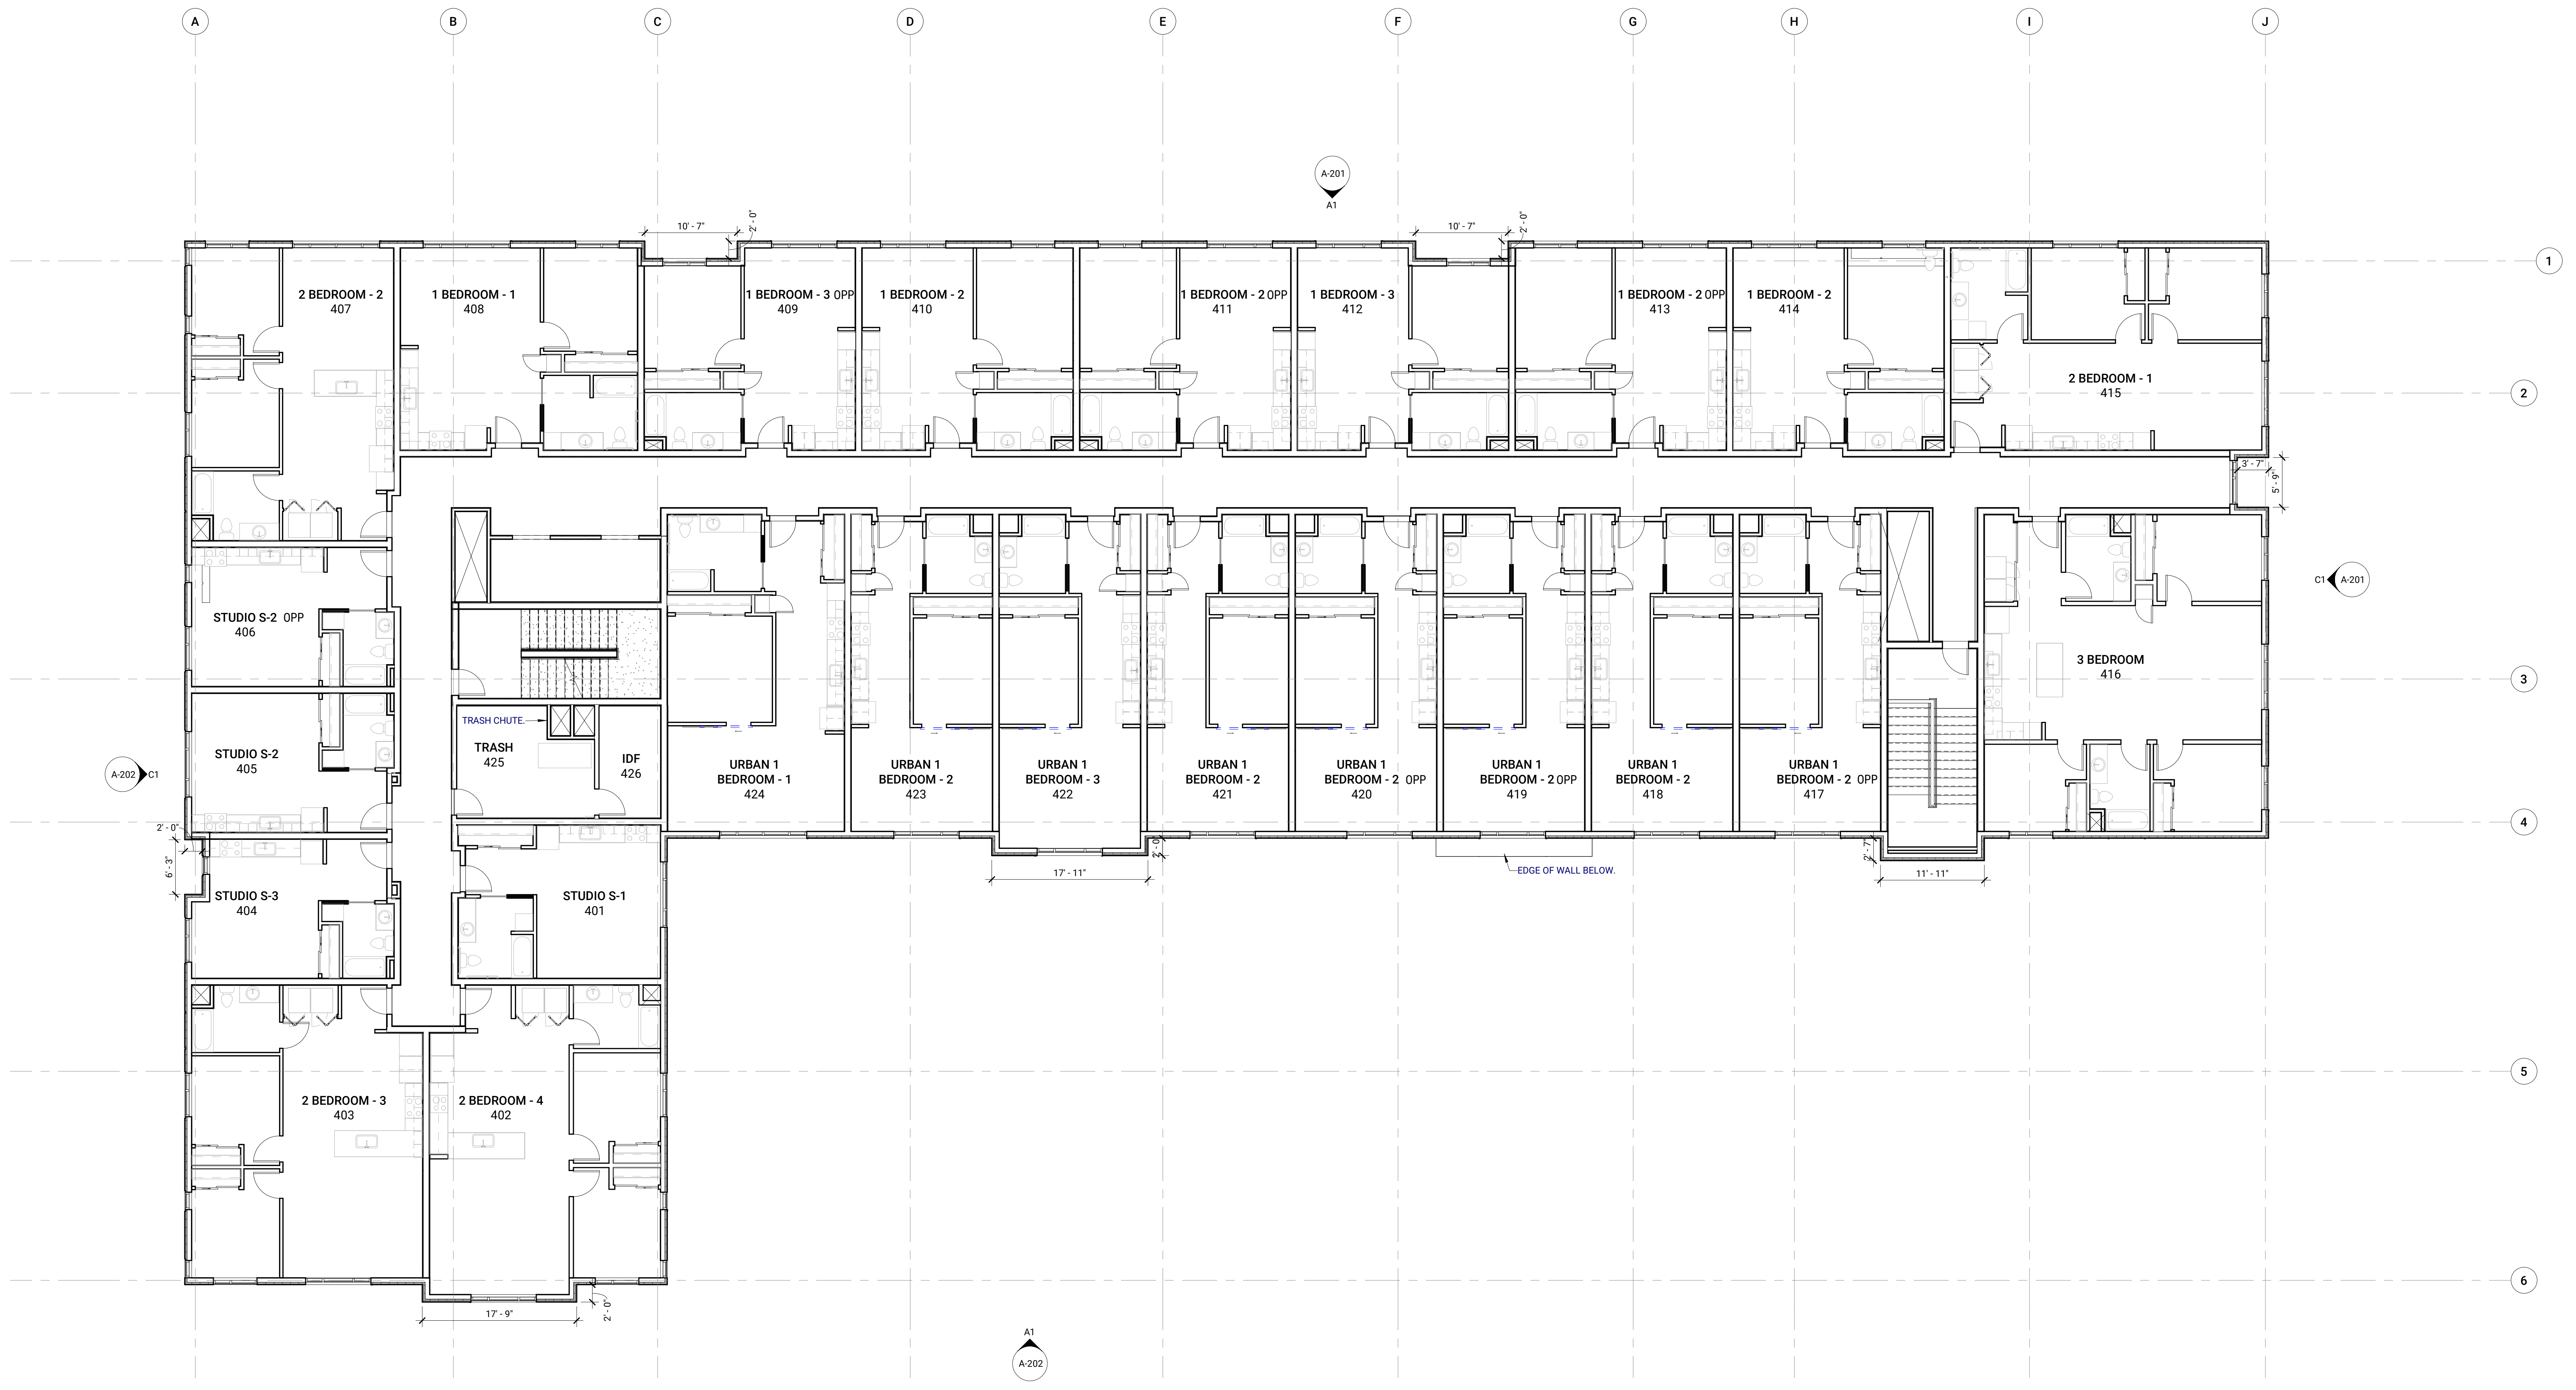 A
B
C
D
E
F
G
H
I
J
A-201
A1
10' - 7"
2' - 0"
10' - 7"
2' - 0"
1
2 BEDROOM - 2
407
1 BEDROOM - 1
408
1 BEDROOM - 3 OPP
409
1 BEDROOM - 2
410
1 BEDROOM - 2 OPP
411
1 BEDROOM - 3
412
1 BEDROOM - 2 OPP
413
1 BEDROOM - 2
414
2 BEDROOM - 1
415
2
3' - 7"
5' - 9"
C1
A-201
STUDIO S-2 OPP
406
3 BEDROOM
416
3
TRASH CHUTE.
TRASH
425
IDF
426
STUDIO S-2
405
A-202
C1
URBAN 1
BEDROOM - 1
424
URBAN 1
BEDROOM - 2
423
URBAN 1
BEDROOM - 3
422
URBAN 1
BEDROOM - 2
421
URBAN 1
BEDROOM - 2 OPP
420
URBAN 1
BEDROOM - 2 OPP
419
URBAN 1
BEDROOM - 2
418
URBAN 1
BEDROOM - 2 OPP
417
4
2' - 0"
6' - 3"
2' - 0"
17' - 11"
EDGE OF WALL BELOW.
2' - 7"
11' - 11"
STUDIO S-3
404
STUDIO S-1
401
5
2 BEDROOM - 3
403
2 BEDROOM - 4
402
6
17' - 9"
2' - 0"
A1
A-202